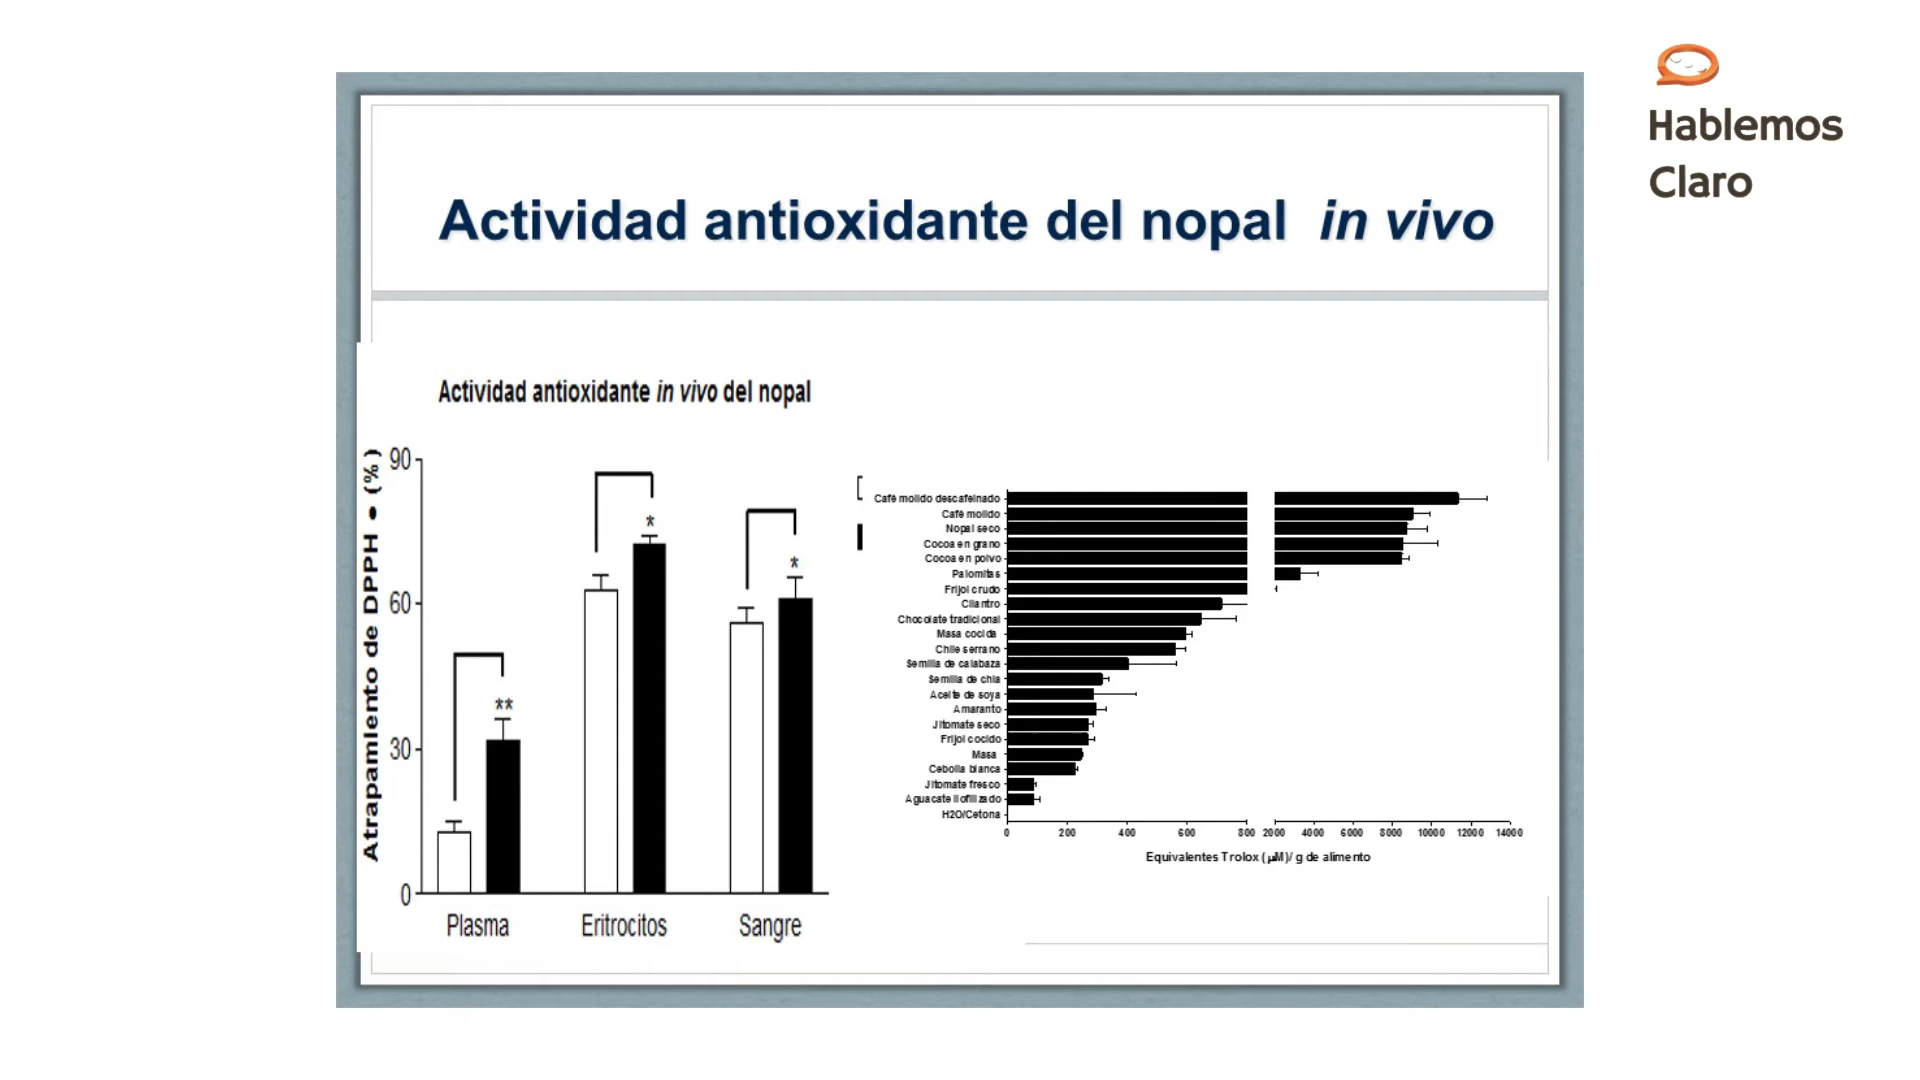 Hablemos
Claro
Actividad antioxidante del nopal in vivo
Actividad antioxidante in vivo del nopal
Atrapamiento de DPPH • (%)
90
60
30
0
**
*
*
Plasma
Eritrocitos
Sangre
Café molido descafeinado
Café molido
Nopal seco
Cocoa en grano
Cocoa en polvo
Palomitas
Frijol crudo
Cilantro
Chocolate tradicional
Masa cocida
Chile serrano
Semilla de calabaza
Semilla de chia
Aceite de soya
Amaranto
Jitomate seco
Frijol cocido
Masa
Cebolla blanca
Jitomate fresco
Aguacate liofilizado
H2O/Cetona
0 200 400 600 800 2000 4000 6000 8000 10000 12000 14000
Equivalentes Trolox (µM)/ g de alimento